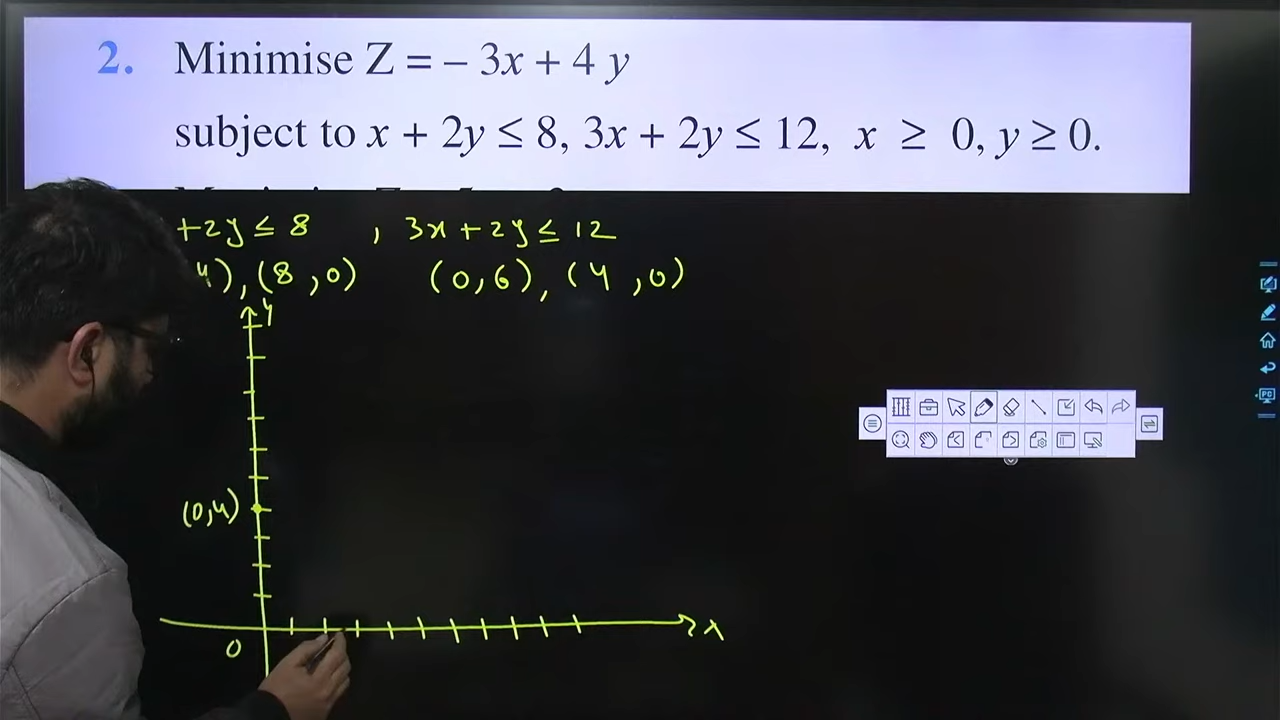 2. Minimise Z = – 3x + 4 y
subject to x + 2y ≤ 8, 3x + 2y ≤ 12, x ≥ 0, y ≥ 0.
+2y ≤ 8 , 3x + 2y ≤ 12
4), (8 , 0) (0,6), (4 , 0)
y
(0,4)
x
0
PC